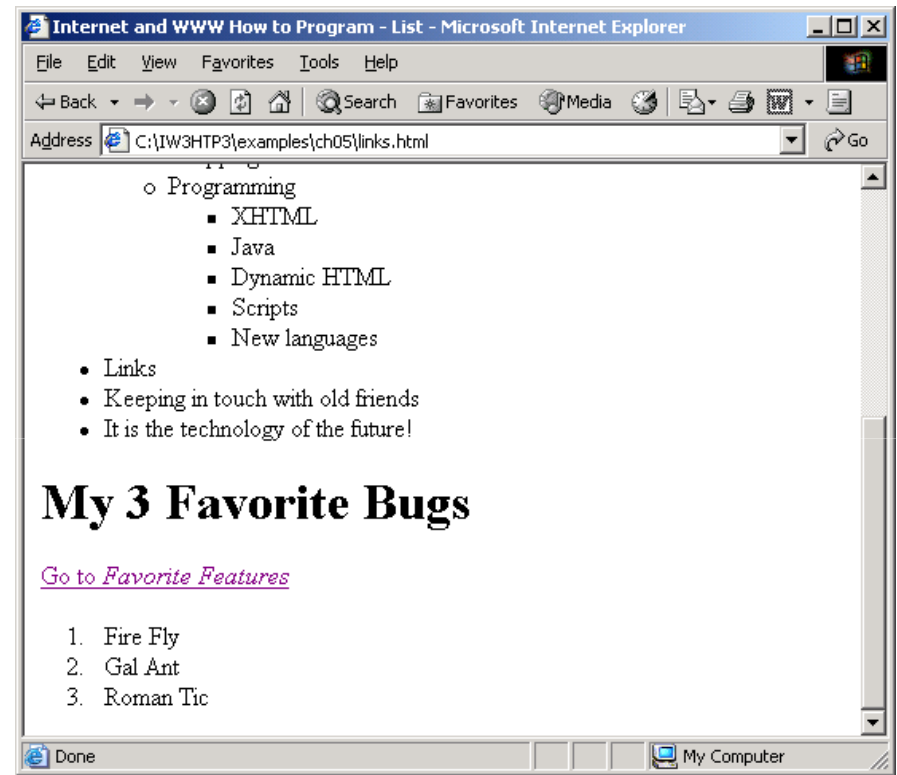 Internet and WWW How to Program - List - Microsoft Internet Explorer
File Edit View Favorites Tools Help
Back Search Favorites Media
Address C:\IW3HTP3\examples\ch05\links.html Go
o Programming
▪ XHTML
▪ Java
▪ Dynamic HTML
▪ Scripts
▪ New languages
• Links
• Keeping in touch with old friends
• It is the technology of the future!
My 3 Favorite Bugs
Go to Favorite Features
1. Fire Fly
2. Gal Ant
3. Roman Tic
Done My Computer